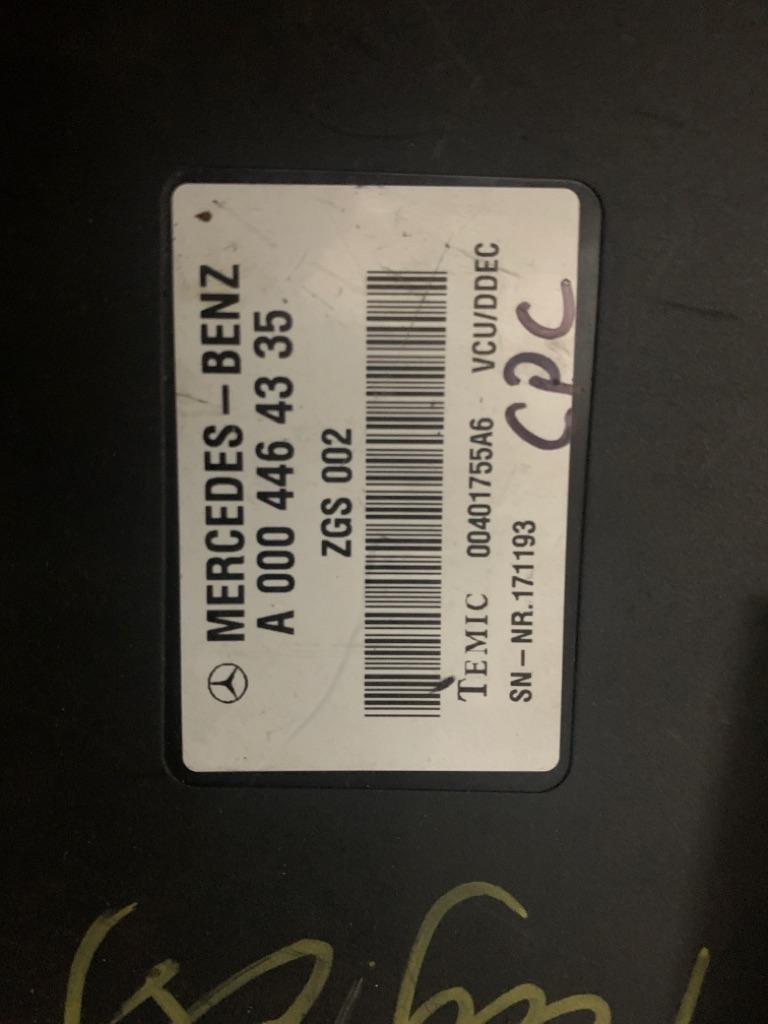 MERCEDES-BENZ
A 000 446 43 35
ZGS 002
TEMIC 00401755A6 VCU/DDEC
SN-NR.171193
CPC